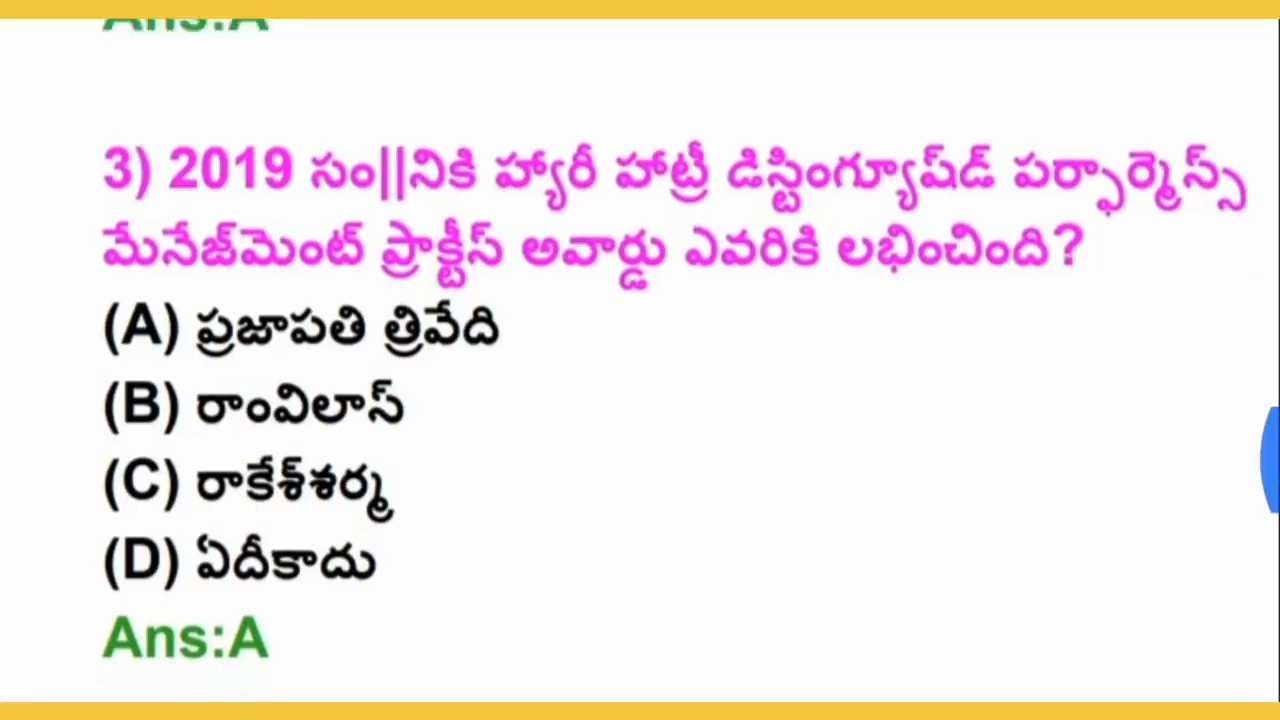 Ans:A
3) 2019 సం||నికి హ్యారీ హాట్రీ డిస్టింగ్యూష్‌డ్ పర్ఫార్మెన్స్
మేనేజ్‌మెంట్ ప్రాక్టీస్ అవార్డు ఎవరికి లభించింది?
(A) ప్రజాపతి త్రివేది
(B) రాంవిలాస్
(C) రాకేశ్‌శర్మ
(D) ఏదీకాదు
Ans:A